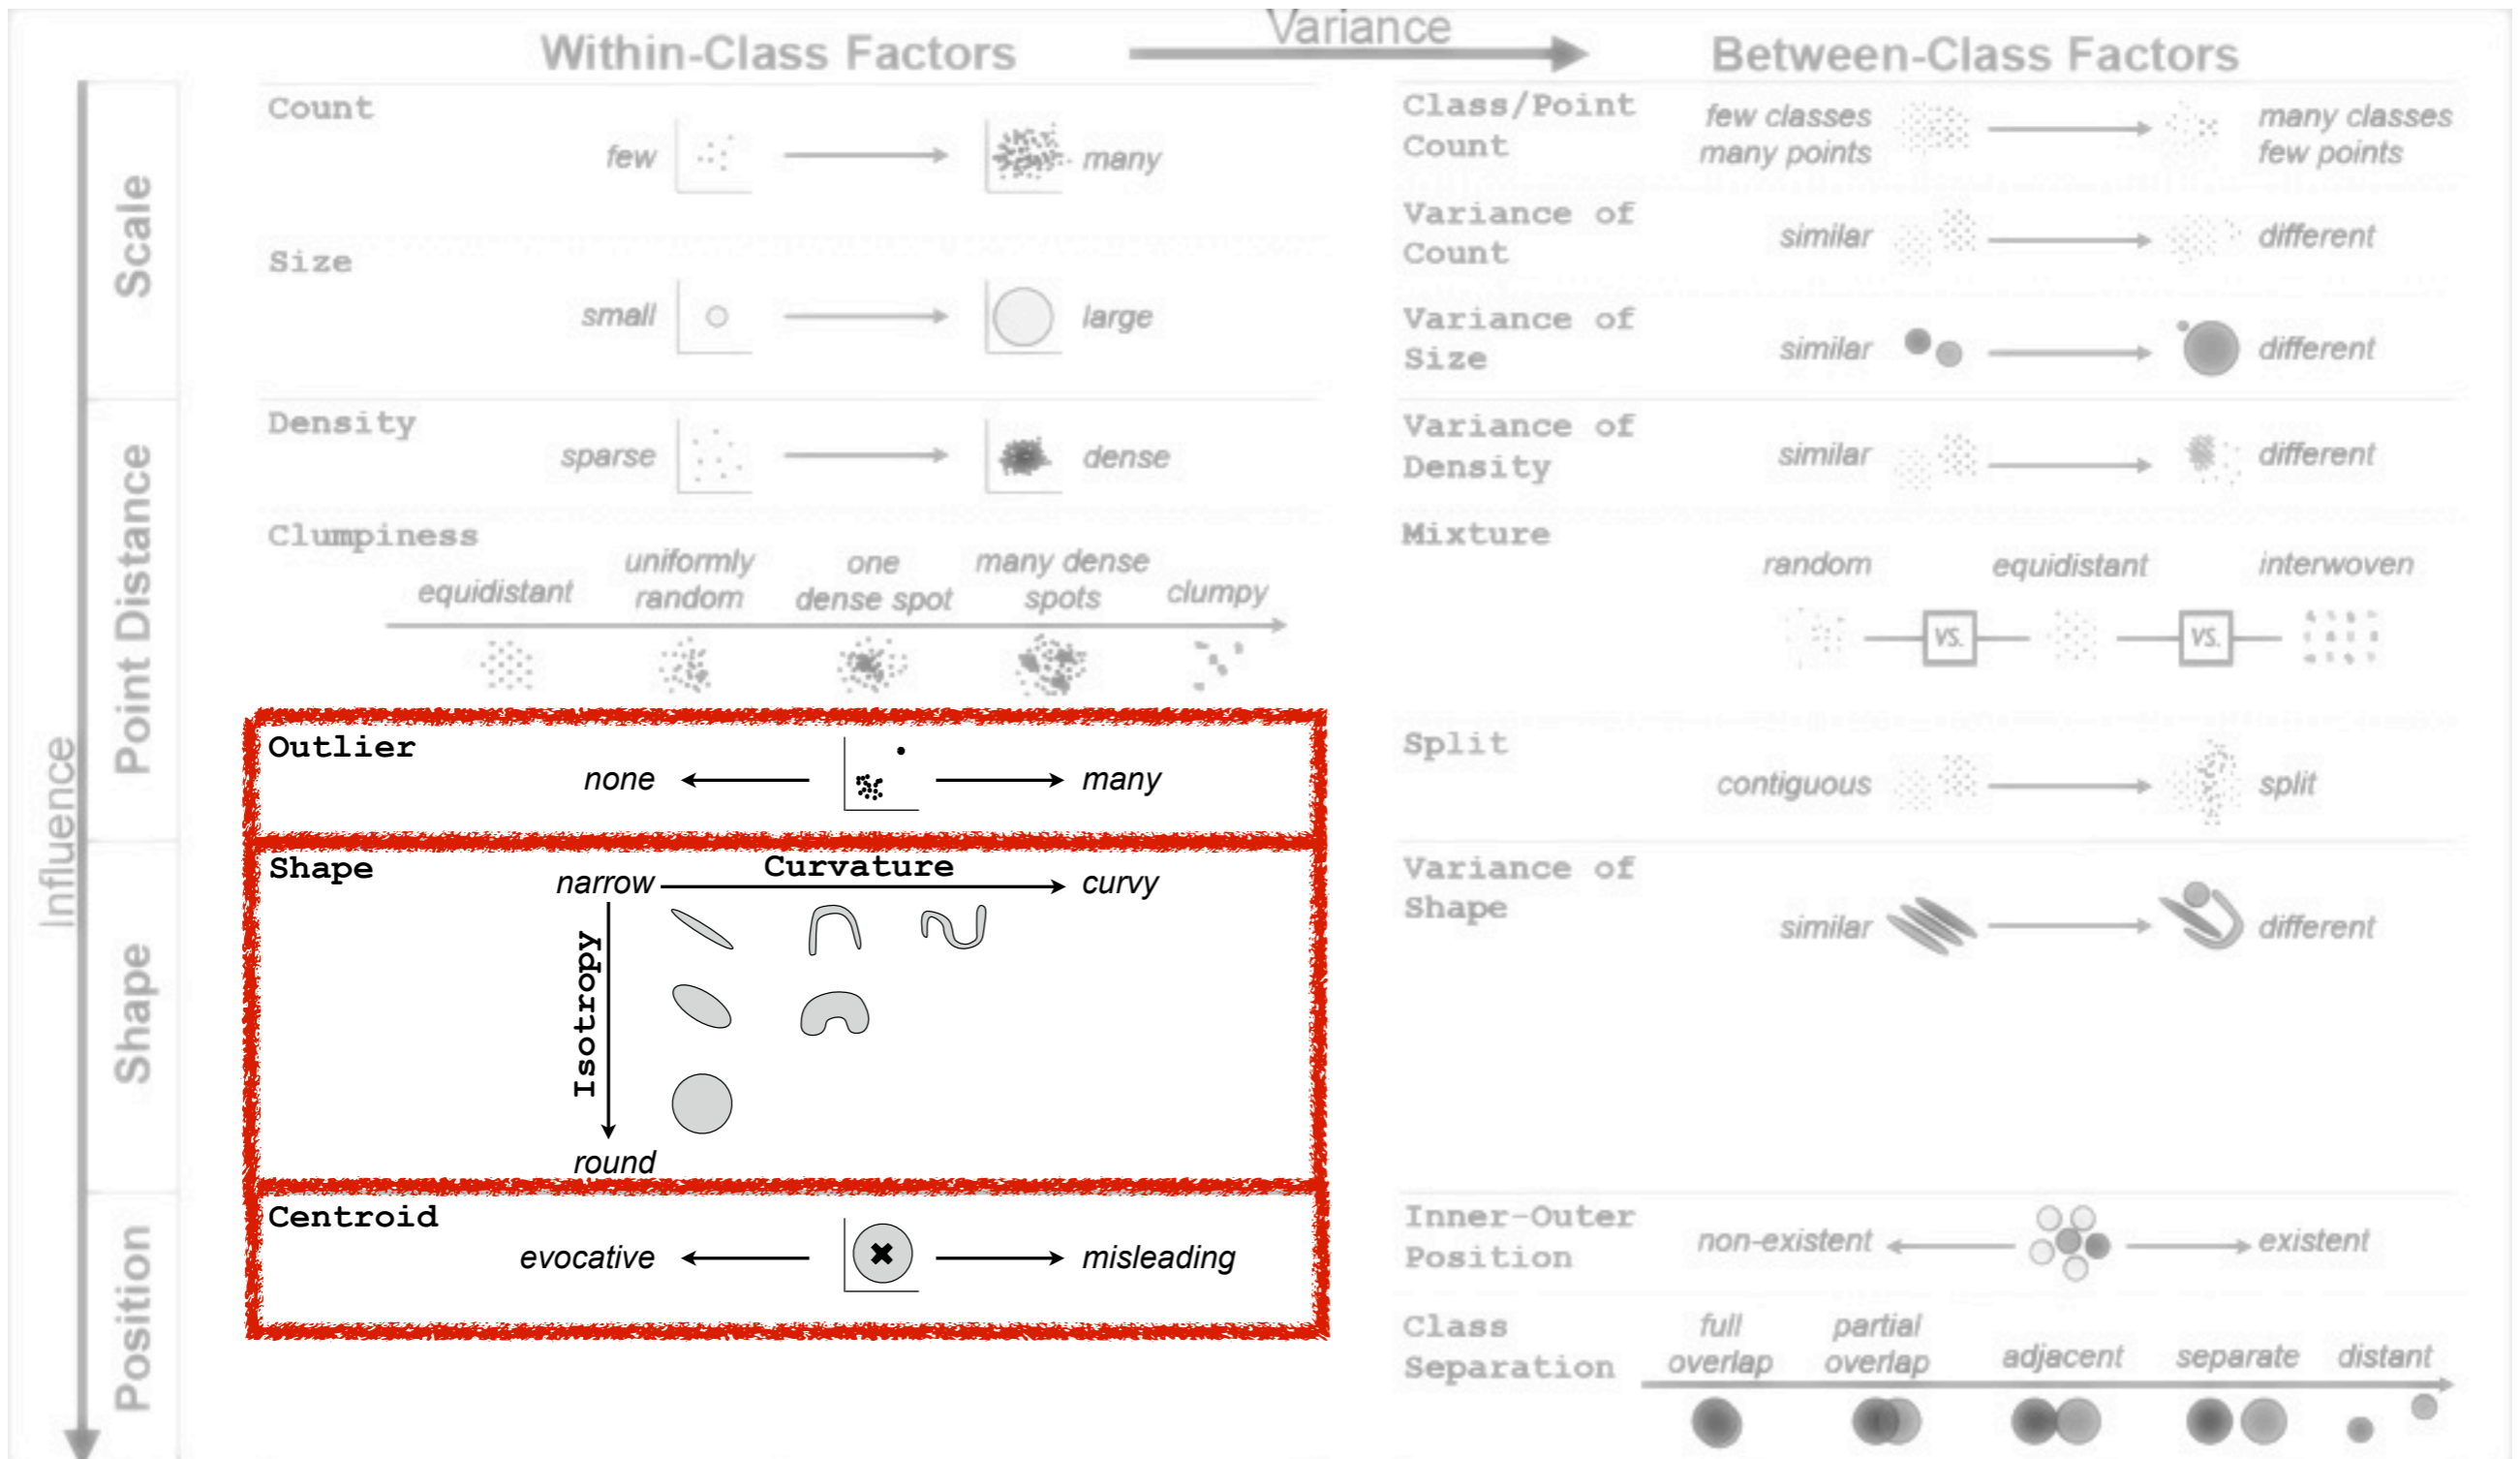 Variance
Within-Class Factors
Between-Class Factors
Influence
Scale
Point Distance
Shape
Position
Count
few
many
Size
small
large
Density
sparse
dense
Clumpiness
equidistant
uniformly
random
one
dense spot
many dense
spots
clumpy
Outlier
none
many
Shape
narrow
Curvature
curvy
Isotropy
round
Centroid
evocative
misleading
Class/Point
Count
few classes
many points
many classes
few points
Variance of
Count
similar
different
Variance of
Size
similar
different
Variance of
Density
similar
different
Mixture
random
equidistant
interwoven
VS.
VS.
Split
contiguous
split
Variance of
Shape
similar
different
Inner-Outer
Position
non-existent
existent
Class
Separation
full
overlap
partial
overlap
adjacent
separate
distant